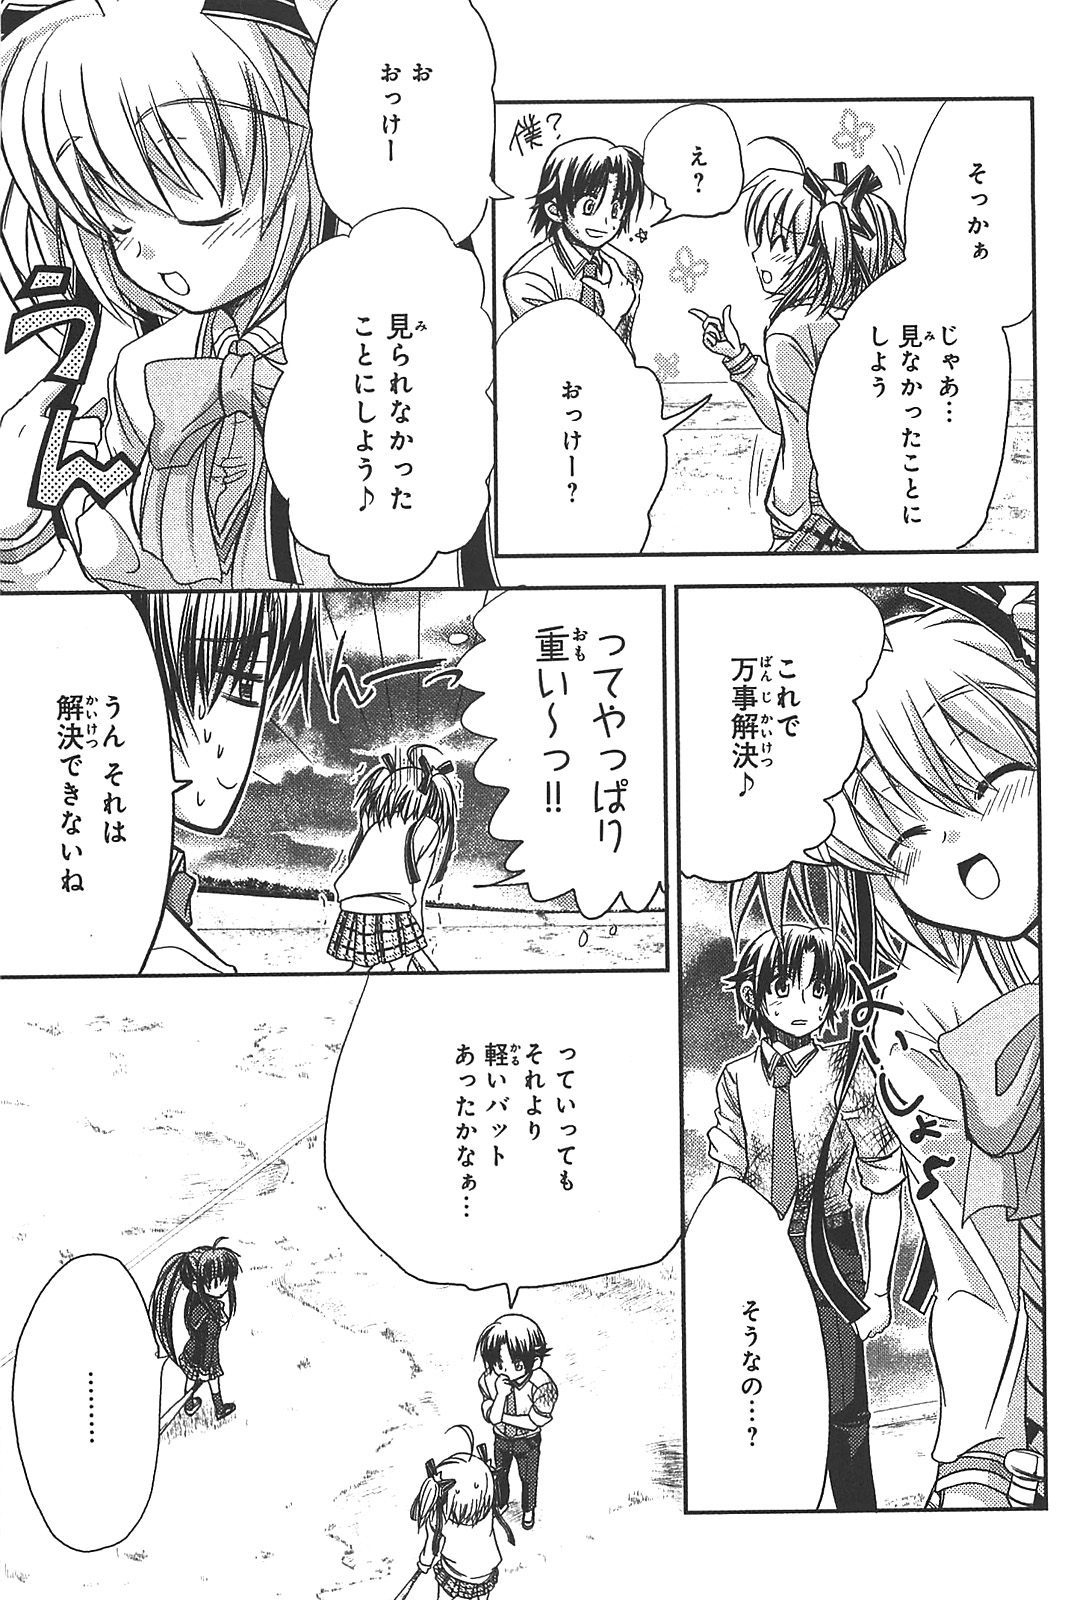 そっかぁ
じゃあ…
見なかったことに
しよう
え?
僕?
おっけー?
お
おっけー
見られなかった
ことにしよう♪
うん
これで
万事解決♪
よいしょ
そうなの…?
ってやっぱり
重い〜っ!!
んー
うん それは
解決できないね
っていっても
それより
軽いバット
あったかなぁ…
………